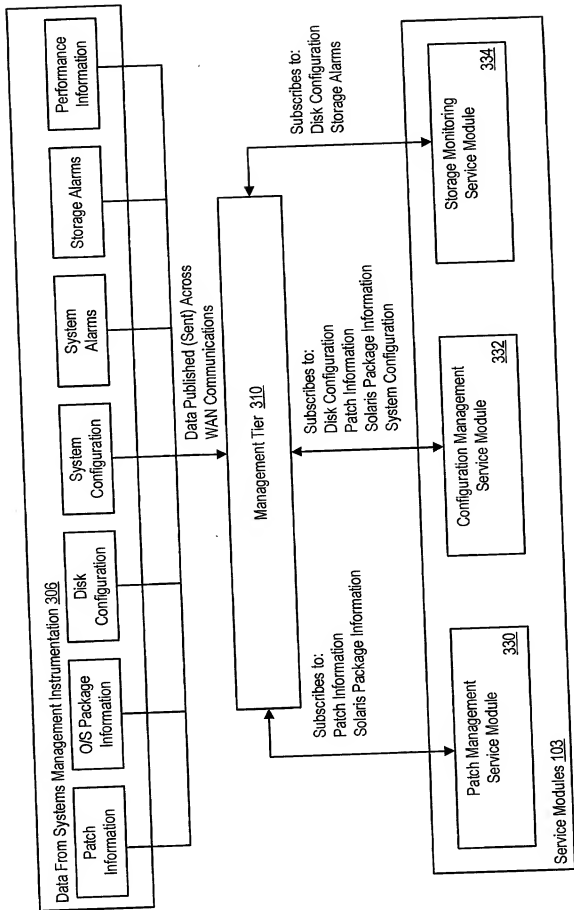 Data From Systems Management Instrumentation 306
Patch
Information
O/S Package
Information
Disk
Configuration
System
Configuration
System
Alarms
Storage Alarms
Performance
Information
Data Published (Sent) Across
WAN Communications
Management Tier 310
Subscribes to:
Patch Information
Solaris Package Information
Subscribes to:
Disk Configuration
Patch Information
Solaris Package Information
System Configuration
Subscribes to:
Disk Configuration
Storage Alarms
Patch Management
Service Module
330
Configuration Management
Service Module
332
Storage Monitoring
Service Module
334
Service Modules 103